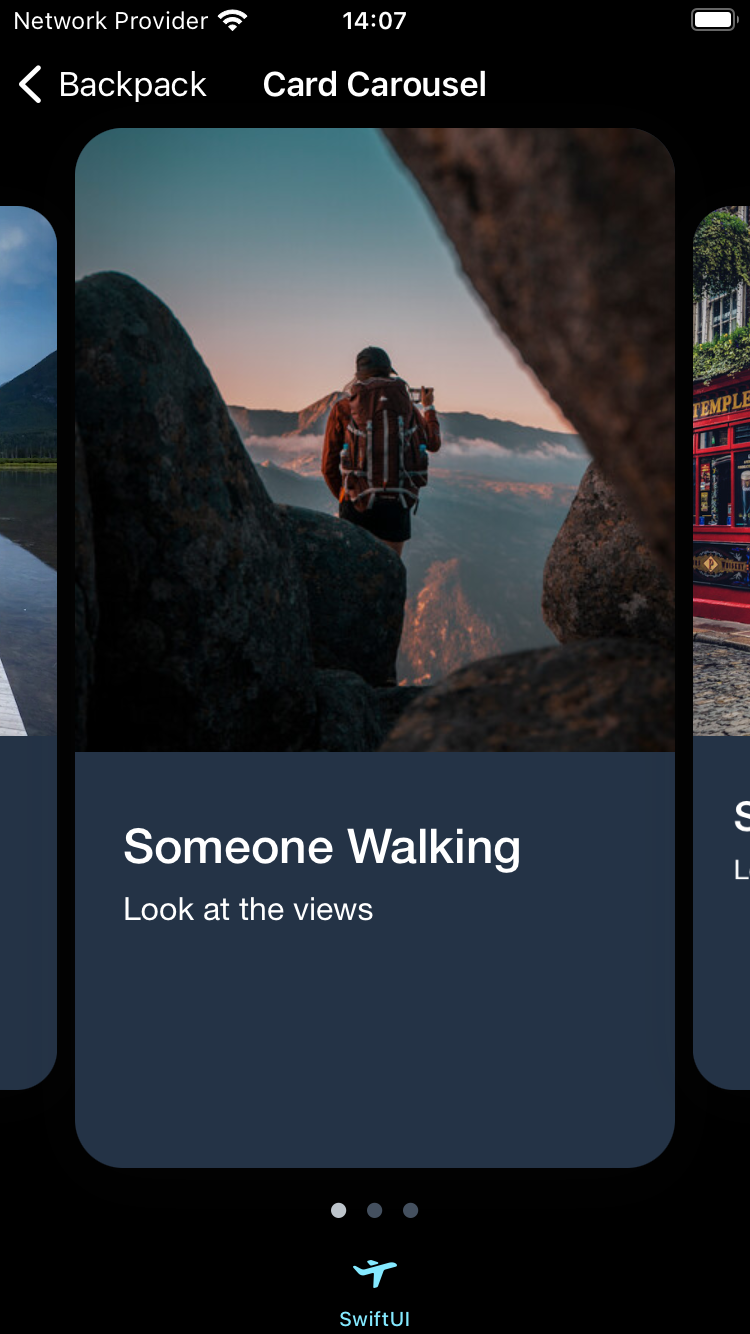 Network Provider 14:07
Backpack Card Carousel
TEMPLE
Someone Walking
Look at the views
S
L
SwiftUI